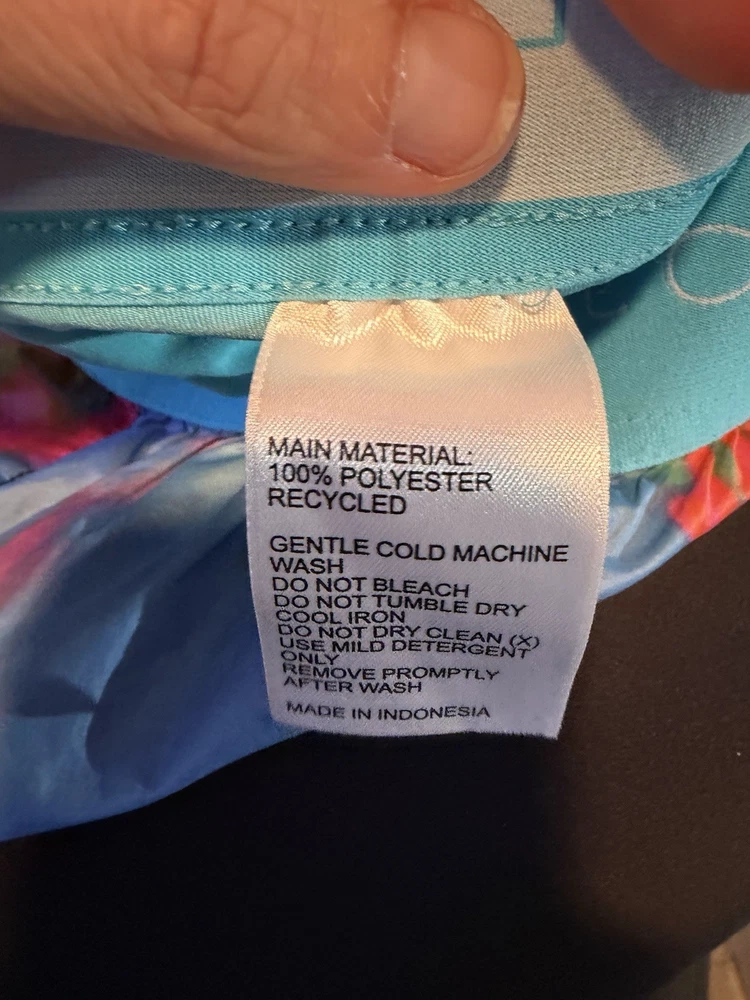 MAIN MATERIAL:
100% POLYESTER
RECYCLED
GENTLE COLD MACHINE
WASH
DO NOT BLEACH
DO NOT TUMBLE DRY
COOL IRON
DO NOT DRY CLEAN (X)
USE MILD DETERGENT
ONLY
REMOVE PROMPTLY
AFTER WASH
MADE IN INDONESIA